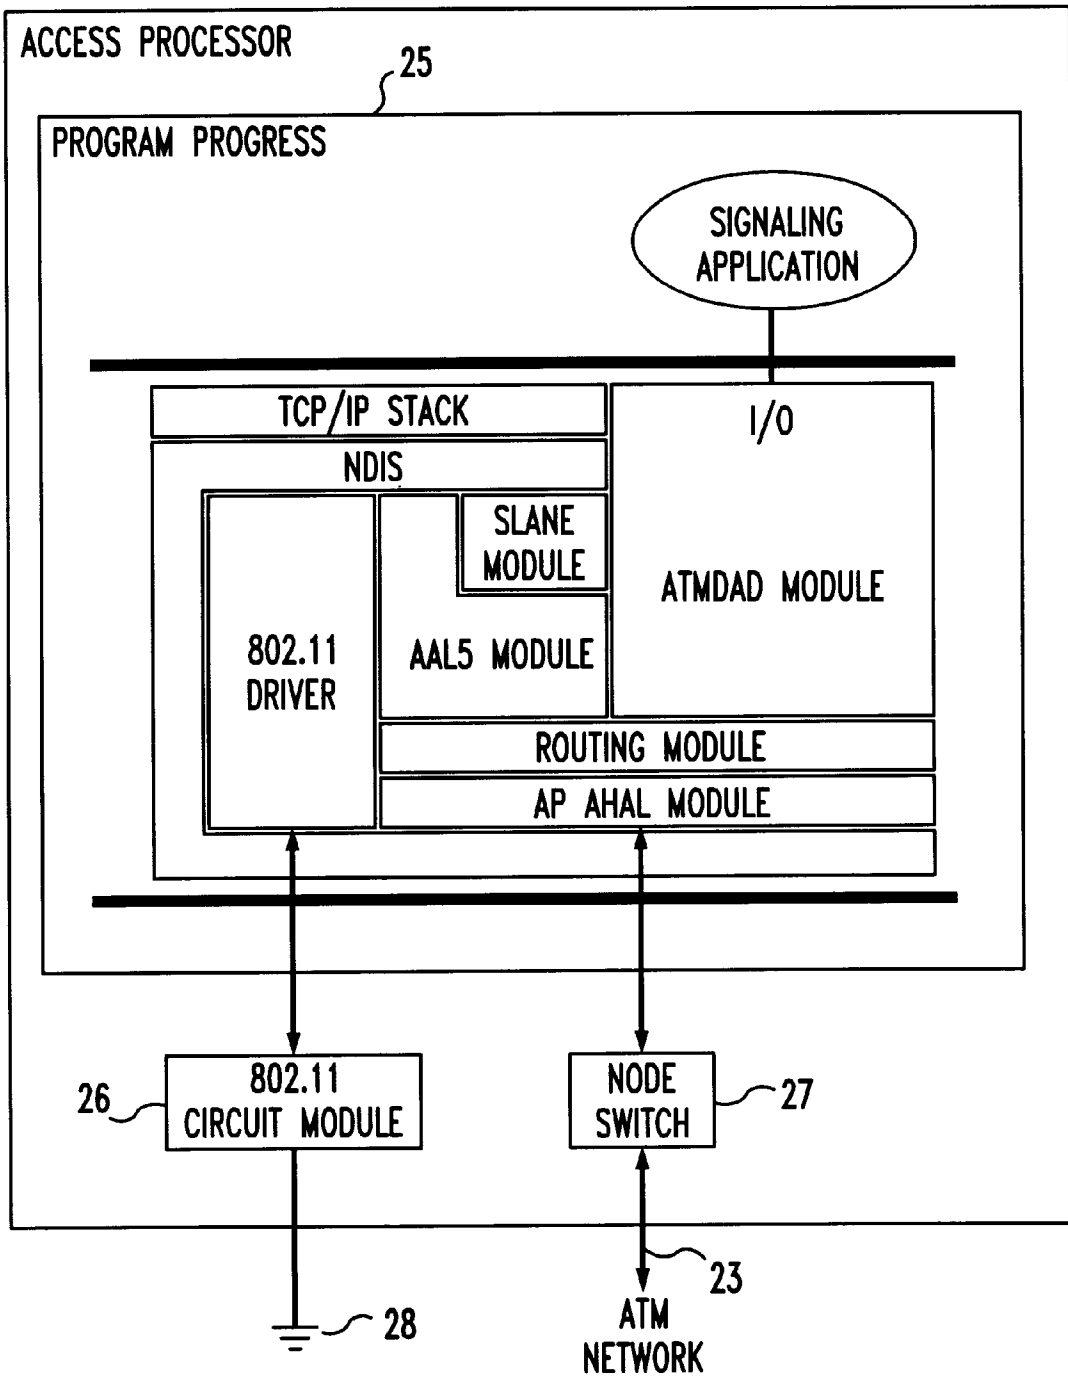 ACCESS PROCESSOR
25
PROGRAM PROGRESS
SIGNALING
APPLICATION
TCP/IP STACK
I/O
NDIS
SLANE
MODULE
ATMDAD MODULE
802.11
DRIVER
AAL5 MODULE
ROUTING MODULE
AP AHAL MODULE
26
802.11
CIRCUIT MODULE
NODE
SWITCH
27
23
28
ATM
NETWORK